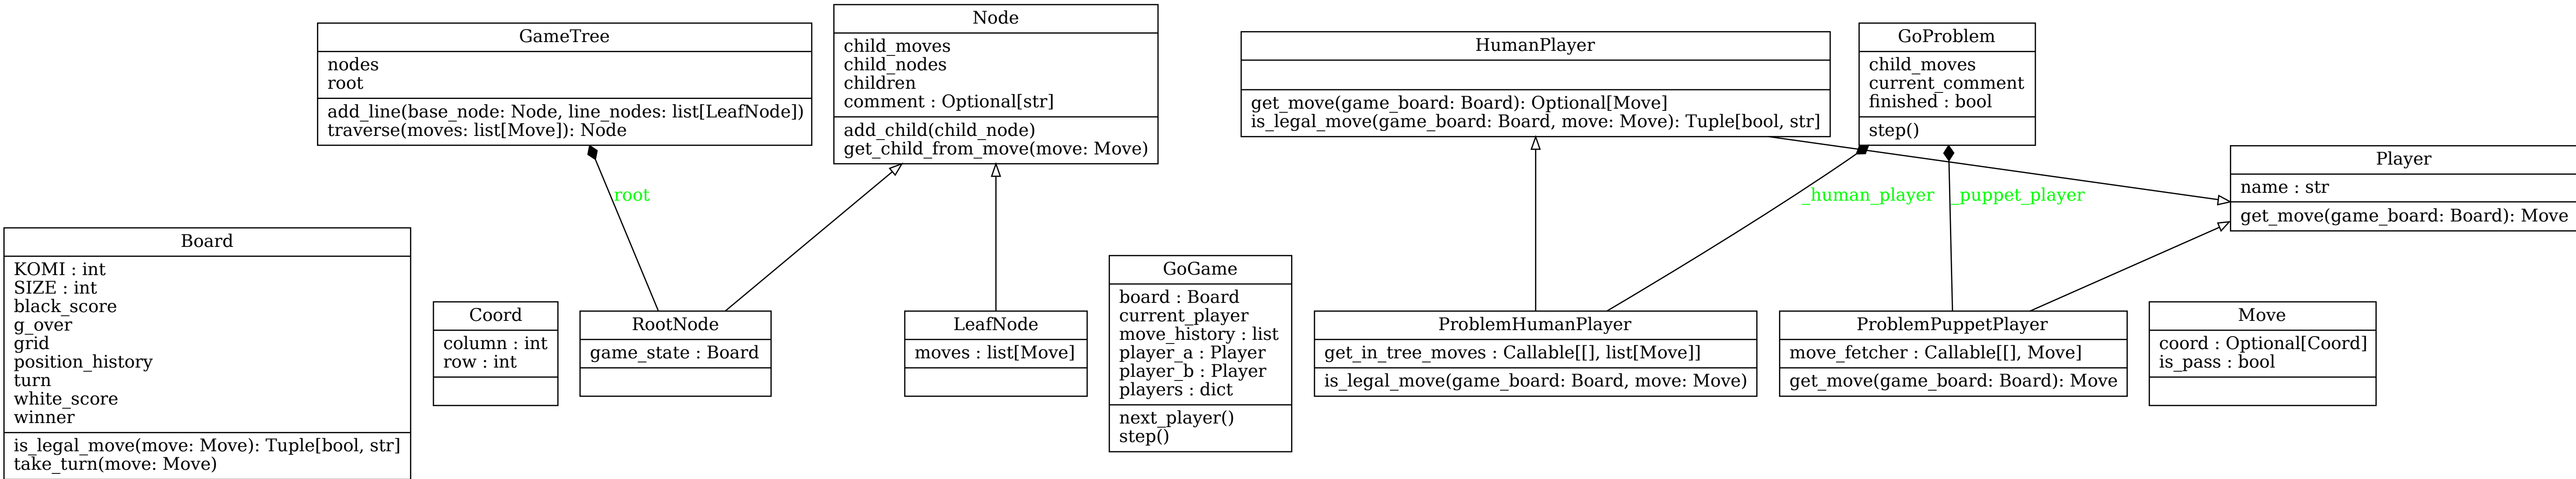 GameTree
nodes
root
add_line(base_node: Node, line_nodes: list[LeafNode])
traverse(moves: list[Move]): Node
Node
child_moves
child_nodes
children
comment : Optional[str]
add_child(child_node)
get_child_from_move(move: Move)
HumanPlayer
get_move(game_board: Board): Optional[Move]
is_legal_move(game_board: Board, move: Move): Tuple[bool, str]
GoProblem
child_moves
current_comment
finished : bool
step()
Player
name : str
get_move(game_board: Board): Move
root
_human_player
_puppet_player
Board
KOMI : int
SIZE : int
black_score
g_over
grid
position_history
turn
white_score
winner
is_legal_move(move: Move): Tuple[bool, str]
take_turn(move: Move)
Coord
column : int
row : int
RootNode
game_state : Board
LeafNode
moves : list[Move]
GoGame
board : Board
current_player
move_history : list
player_a : Player
player_b : Player
players : dict
next_player()
step()
ProblemHumanPlayer
get_in_tree_moves : Callable[[], list[Move]]
is_legal_move(game_board: Board, move: Move)
ProblemPuppetPlayer
move_fetcher : Callable[[], Move]
get_move(game_board: Board): Move
Move
coord : Optional[Coord]
is_pass : bool